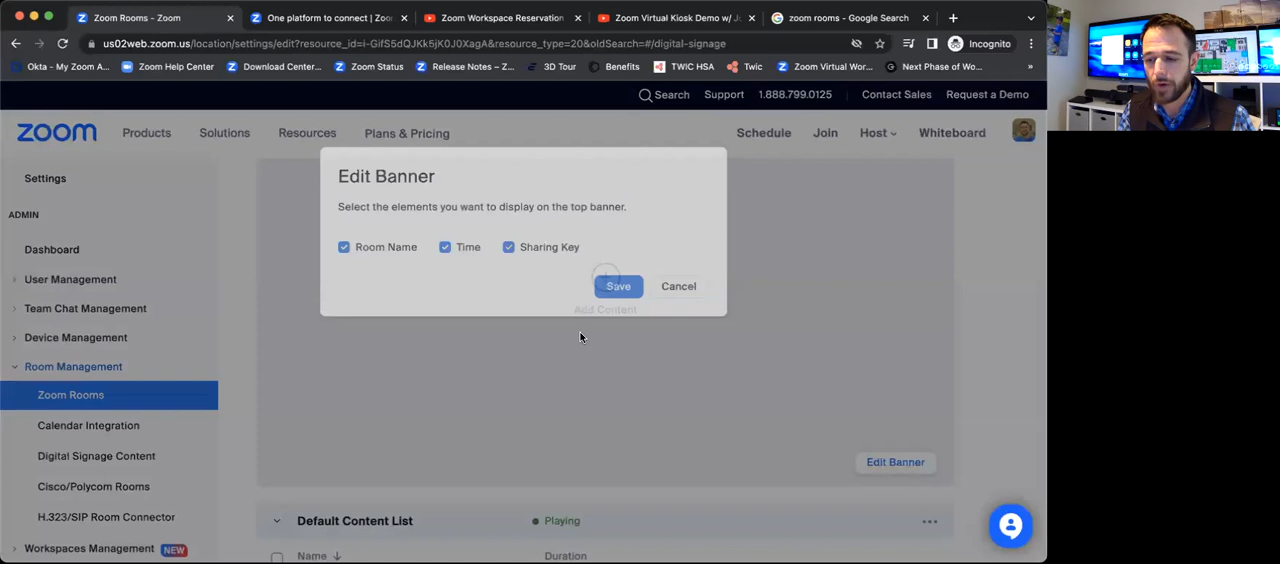 Zoom Rooms - Zoom
One platform to connect | Zoo
Zoom Workspace Reservation
Zoom Virtual Kiosk Demo w/ J
zoom rooms - Google Search
us02web.zoom.us/location/settings/edit?resource_id=i-GifS5dQJKk5jK0J0XagA&resource_type=20&oldSearch=#/digital-signage
Incognito
Okta - My Zoom A...
Zoom Help Center
Download Center...
Zoom Status
Release Notes – Z...
3D Tour
Benefits
TWIC HSA
Twic
Zoom Virtual Wor...
Next Phase of Wo...
Search
Support
1.888.799.0125
Contact Sales
Request a Demo
zoom
Products
Solutions
Resources
Plans & Pricing
Schedule
Join
Host
Whiteboard
Settings
ADMIN
Dashboard
User Management
Team Chat Management
Device Management
Room Management
Zoom Rooms
Calendar Integration
Digital Signage Content
Cisco/Polycom Rooms
H.323/SIP Room Connector
Workspaces Management NEW
Edit Banner
Select the elements you want to display on the top banner.
Room Name
Time
Sharing Key
Save
Cancel
Add Content
Edit Banner
Default Content List
Playing
Name
Duration